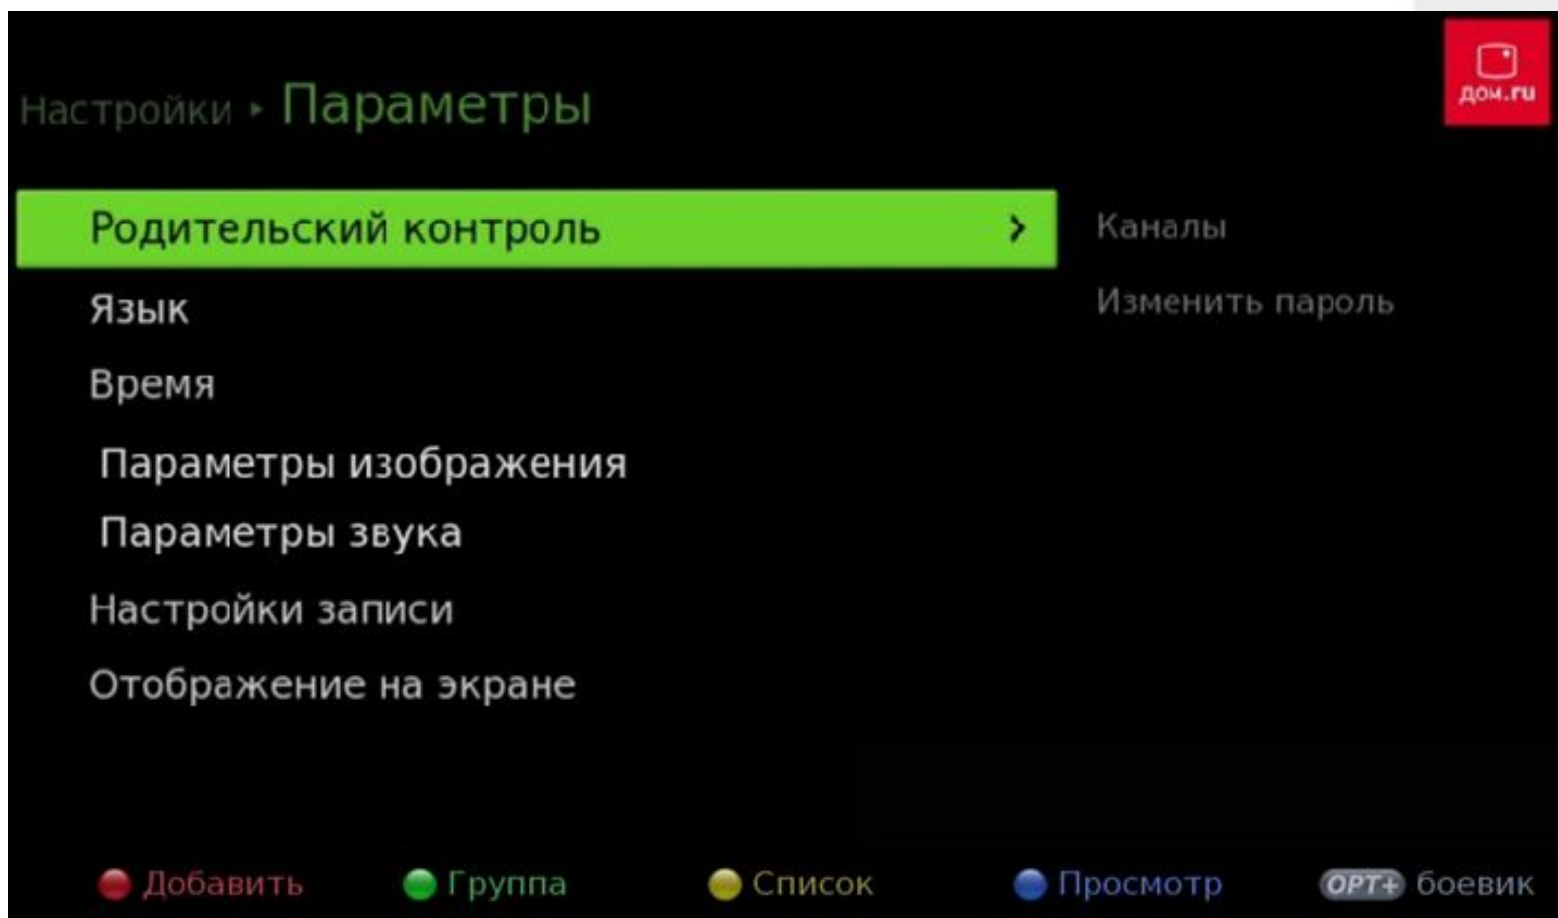 Настройки ▸ Параметры
дом.ru
Родительский контроль >
Каналы
Язык
Изменить пароль
Время
Параметры изображения
Параметры звука
Настройки записи
Отображение на экране
Добавить Группа Список Просмотр OPT+ боевик